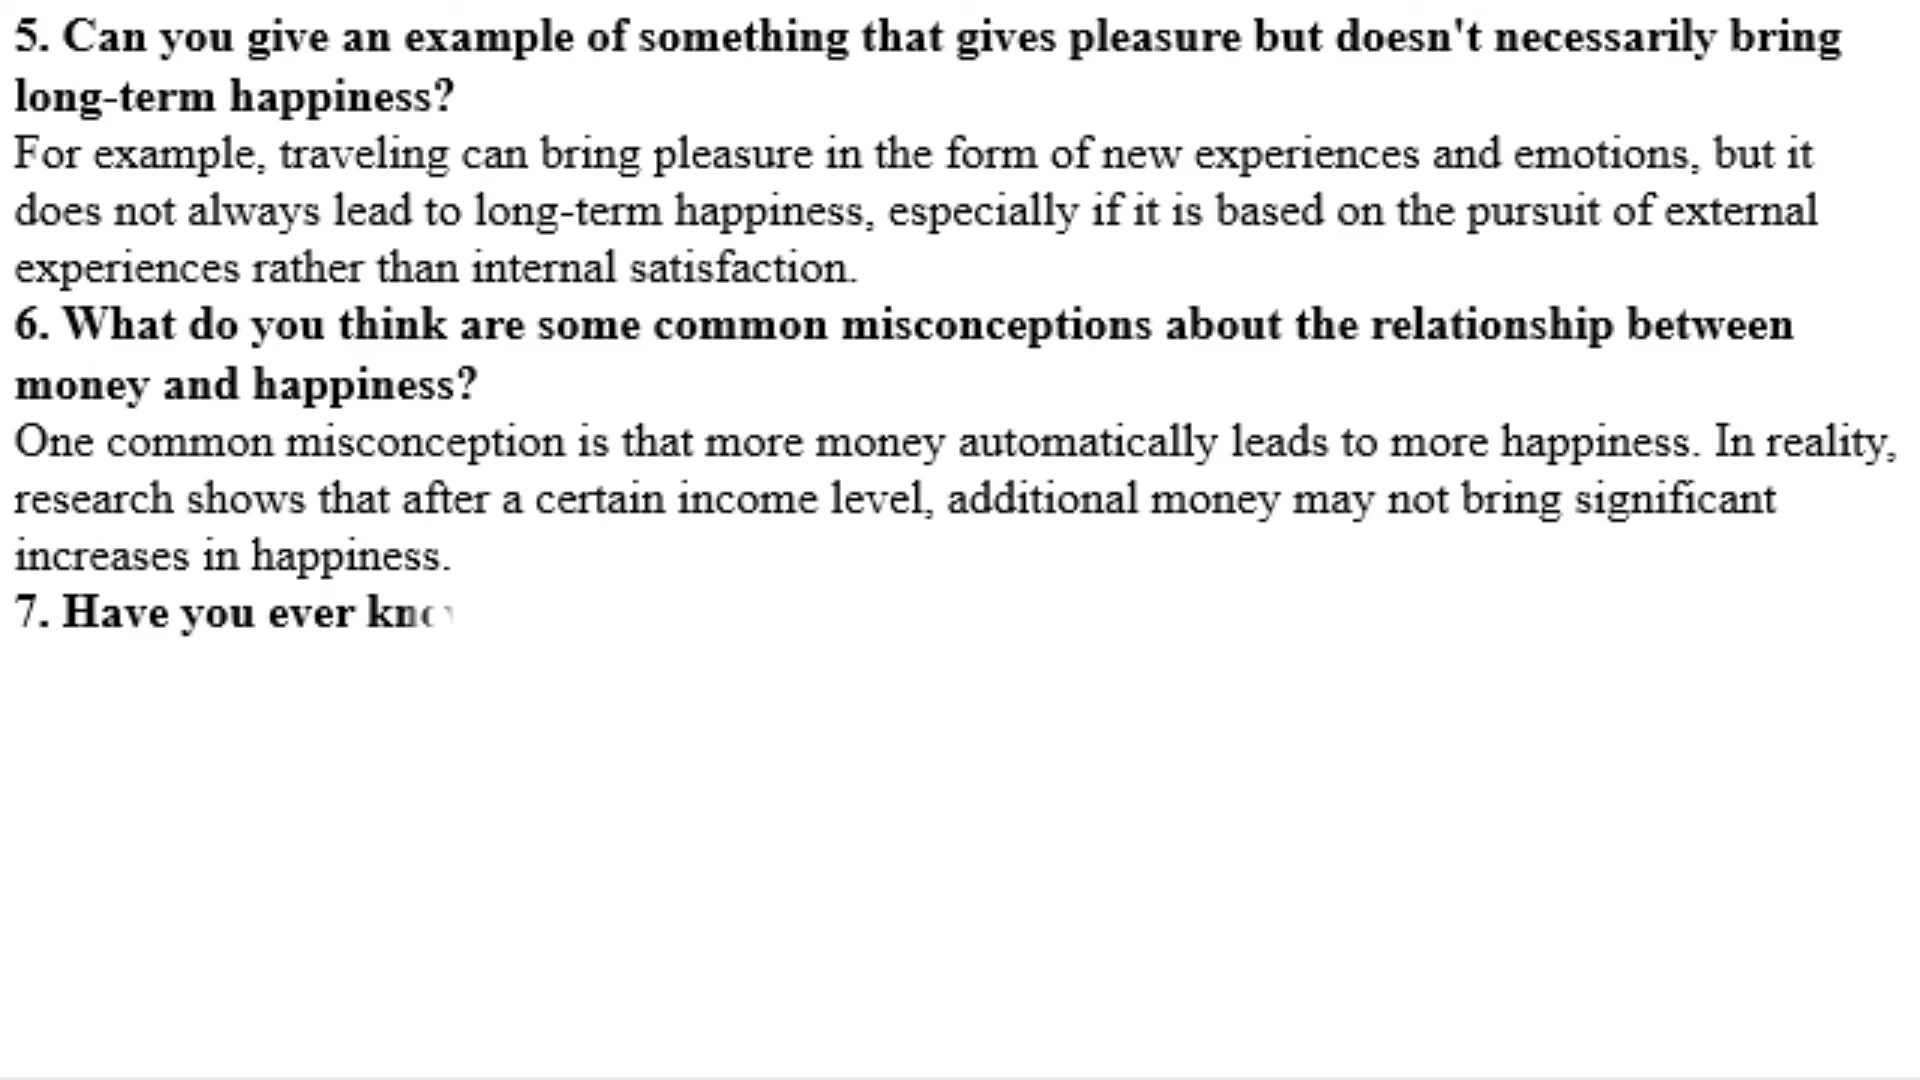 5. Can you give an example of something that gives pleasure but doesn't necessarily bring
long-term happiness?
For example, traveling can bring pleasure in the form of new experiences and emotions, but it
does not always lead to long-term happiness, especially if it is based on the pursuit of external
experiences rather than internal satisfaction.
6. What do you think are some common misconceptions about the relationship between
money and happiness?
One common misconception is that more money automatically leads to more happiness. In reality,
research shows that after a certain income level, additional money may not bring significant
increases in happiness.
7. Have you ever